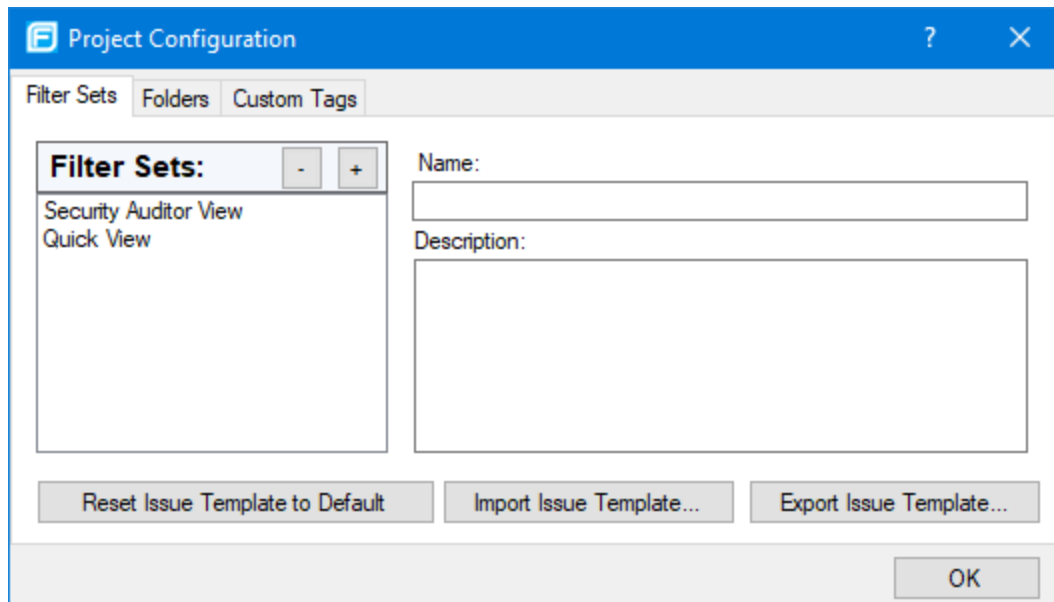 Project Configuration
?
Filter Sets Folders Custom Tags
Filter Sets: - +
Security Auditor View
Quick View
Name:
Description:
Reset Issue Template to Default Import Issue Template... Export Issue Template...
OK